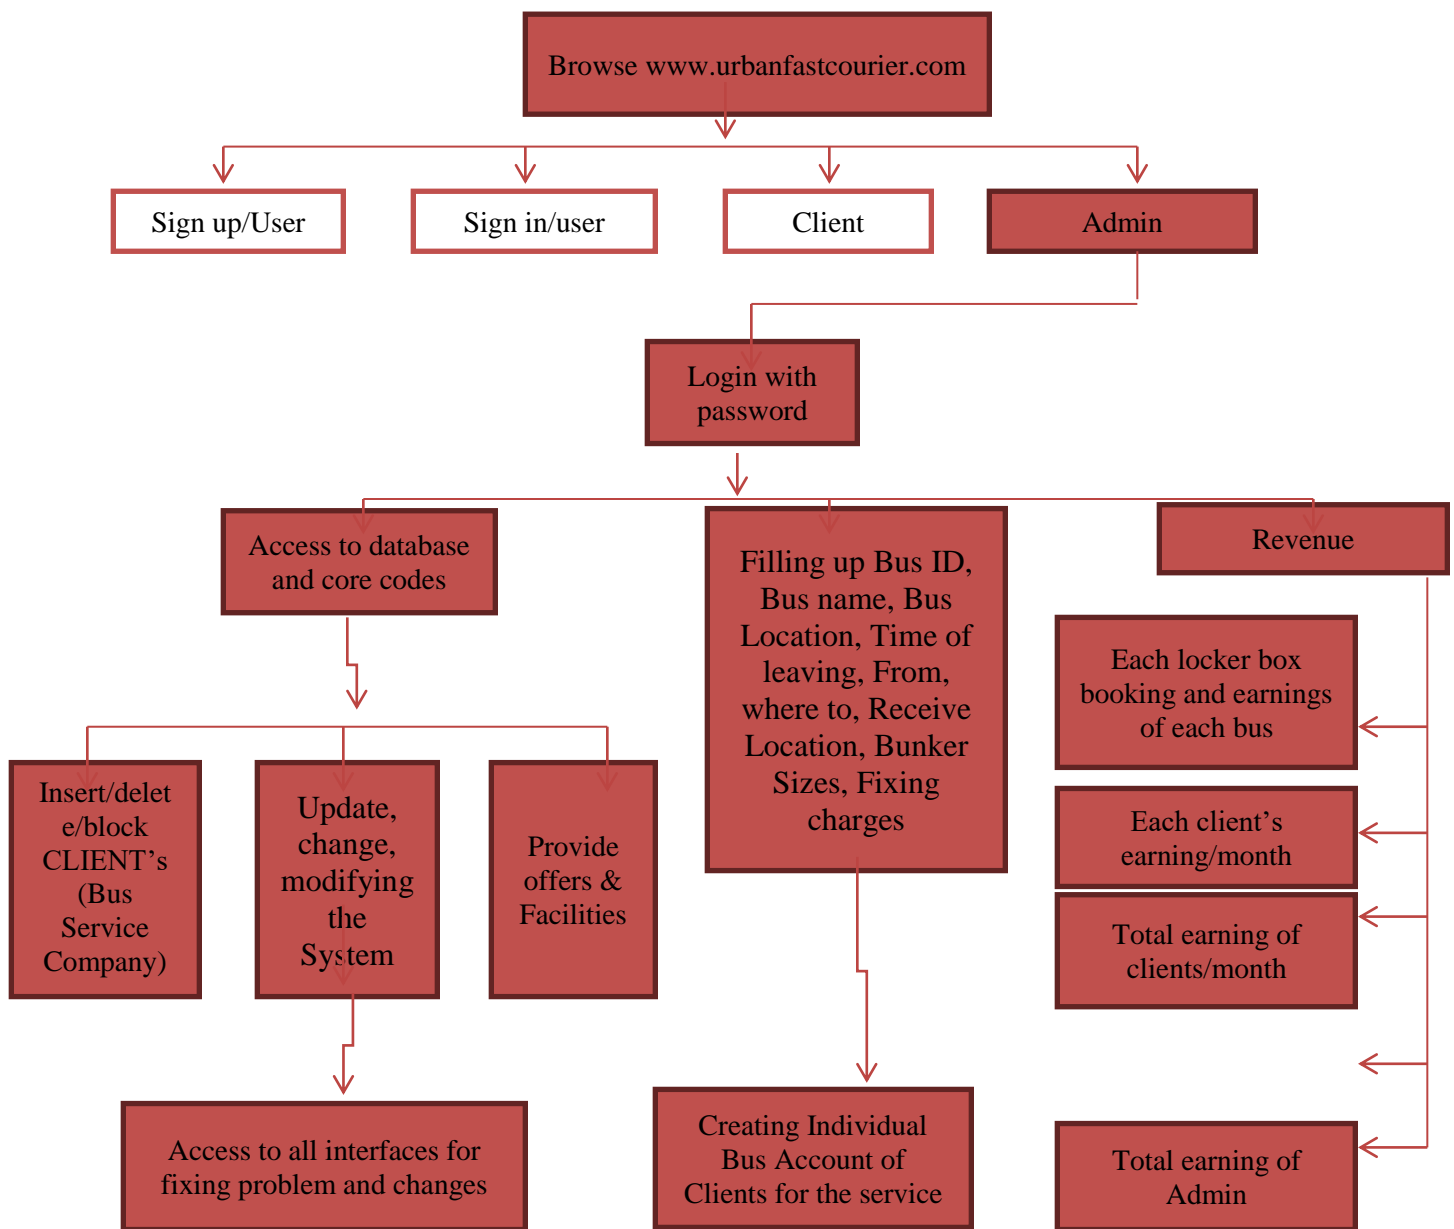 Browse www.urbanfastcourier.com
Sign up/User
Sign in/user
Client
Admin
Login with
password
Access to database
and core codes
Filling up Bus ID,
Bus name, Bus
Location, Time of
leaving, From,
where to, Receive
Location, Bunker
Sizes, Fixing
charges
Revenue
Each locker box
booking and earnings
of each bus
Each client’s
earning/month
Total earning of
clients/month
Total earning of
Admin
Insert/delet
e/block
CLIENT’s
(Bus
Service
Company)
Update,
change,
modifying
the
System
Provide
offers &
Facilities
Access to all interfaces for
fixing problem and changes
Creating Individual
Bus Account of
Clients for the service